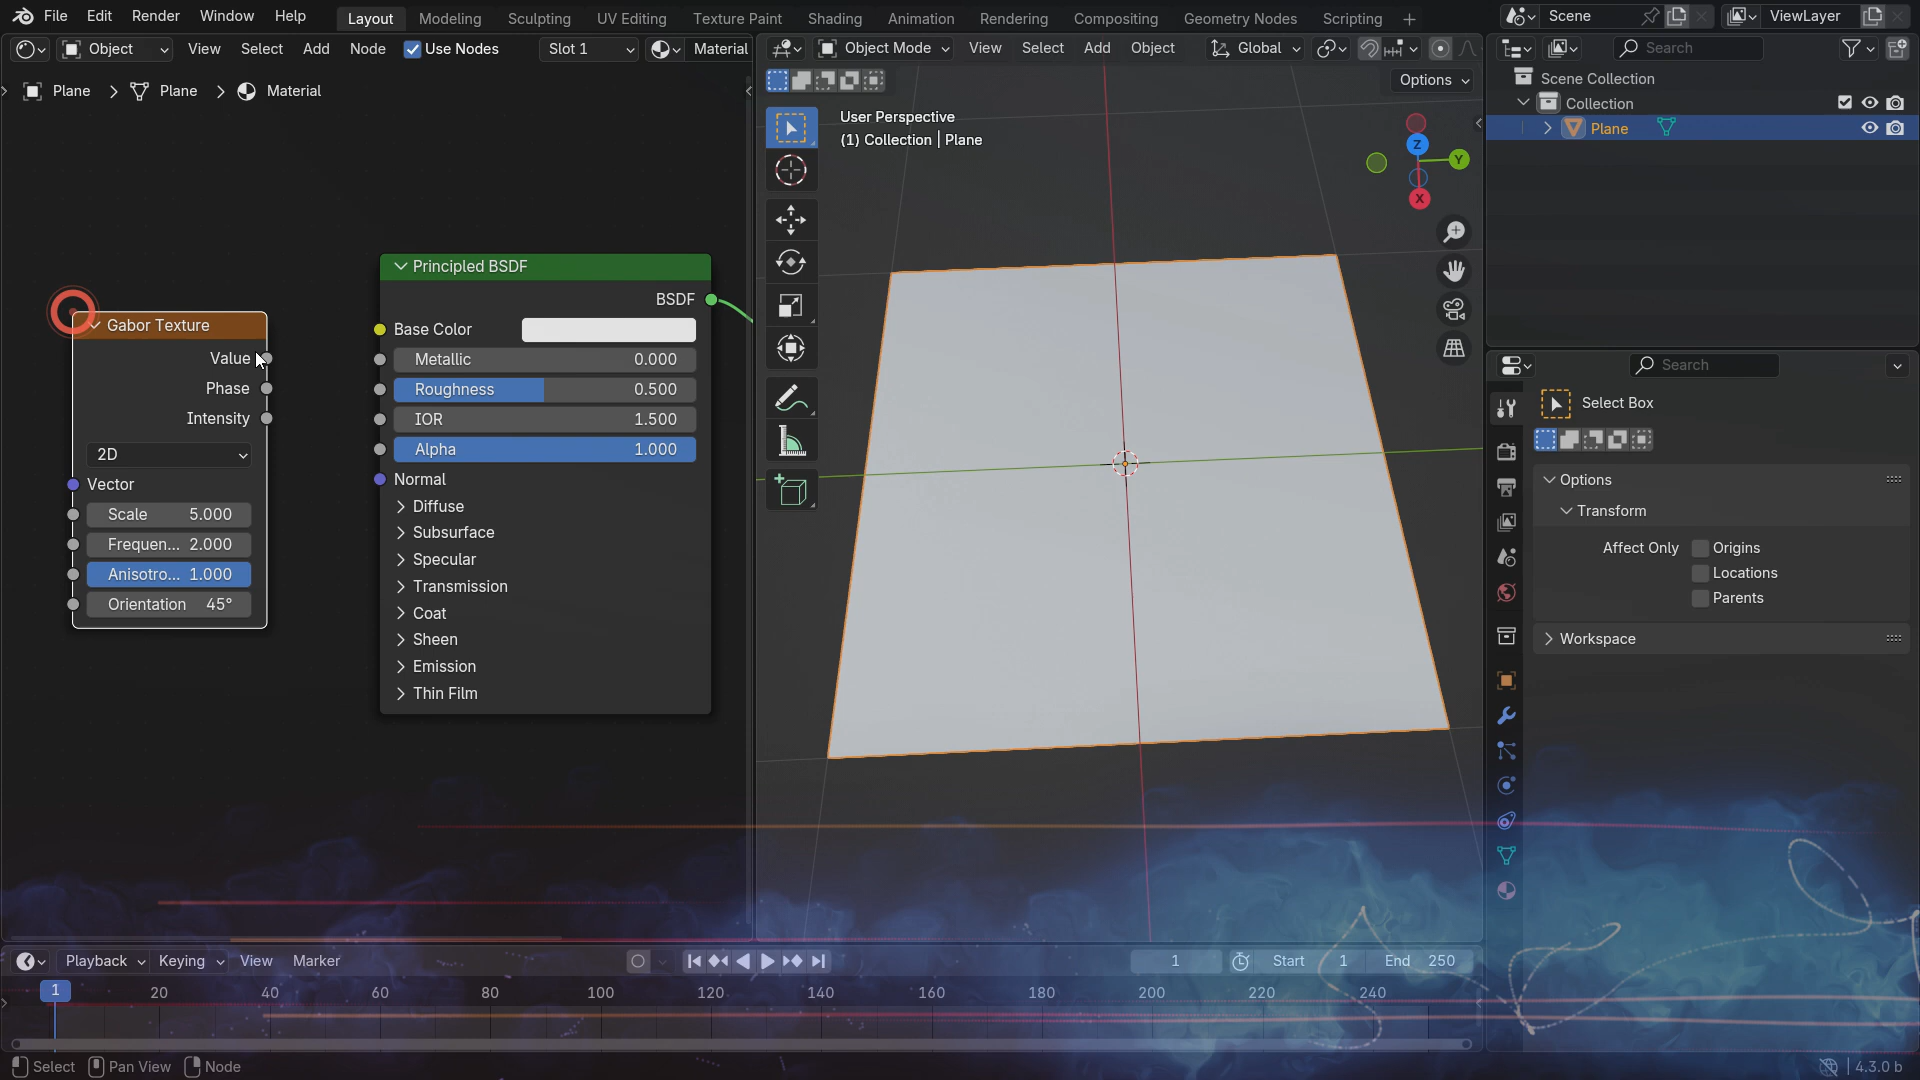 File Edit Render Window Help Layout Modeling Sculpting UV Editing Texture Paint Shading Animation Rendering Compositing Geometry Nodes Scripting Scene ViewLayer
Object View Select Add Node Use Nodes Slot 1 Material
Object Mode View Select Add Object Global
Search
Options
Plane > Plane > Material
User Perspective
(1) Collection | Plane
Z
Y
X
Scene Collection
Collection
Plane
Gabor Texture
Value
Phase
Intensity
2D
Vector
Scale 5.000
Frequen... 2.000
Anisotro... 1.000
Orientation 45°
Principled BSDF
BSDF
Base Color
Metallic 0.000
Roughness 0.500
IOR 1.500
Alpha 1.000
Normal
Diffuse
Subsurface
Specular
Transmission
Coat
Sheen
Emission
Thin Film
Search
Select Box
Options
Transform
Affect Only Origins
Locations
Parents
Workspace
Playback Keying View Marker 1 Start 1 End 250
1 20 40 60 80 100 120 140 160 180 200 220 240
Select Pan View Node 4.3.0 b